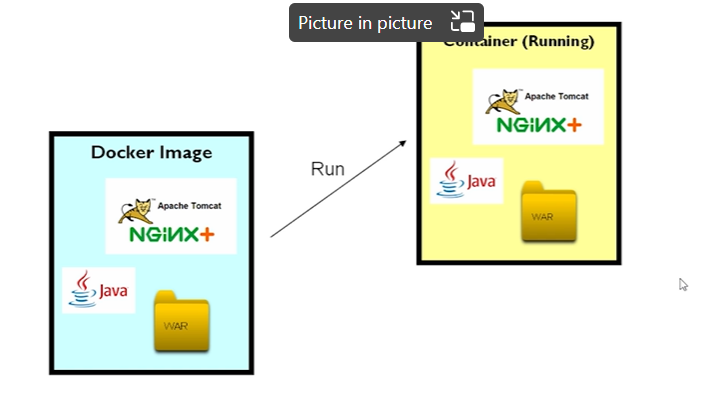 Picture in picture
Container (Running)
Apache Tomcat
NGINX+
Java
WAR
Run
Docker Image
Apache Tomcat
NGINX+
Java
WAR